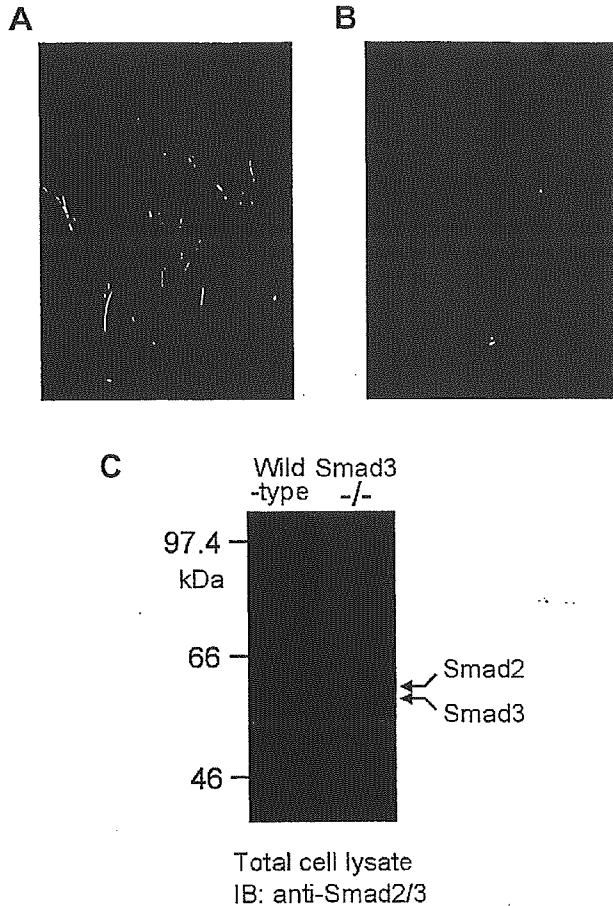 A
B
C
Wild Smad3
-type -/-
97.4
kDa
66
Smad2
Smad3
46
Total cell lysate
IB: anti-Smad2/3